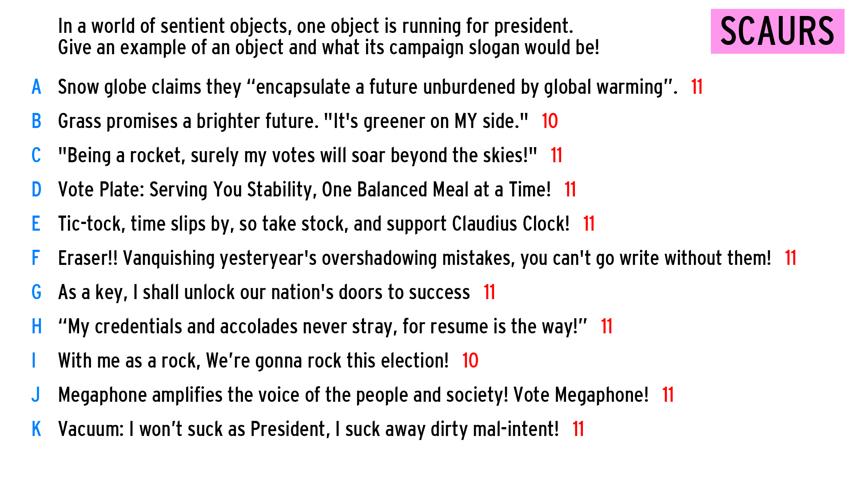 In a world of sentient objects, one object is running for president.
Give an example of an object and what its campaign slogan would be!
SCAURS
A Snow globe claims they “encapsulate a future unburdened by global warming”. 11
B Grass promises a brighter future. "It's greener on MY side." 10
C "Being a rocket, surely my votes will soar beyond the skies!" 11
D Vote Plate: Serving You Stability, One Balanced Meal at a Time! 11
E Tic-tock, time slips by, so take stock, and support Claudius Clock! 11
F Eraser!! Vanquishing yesteryear's overshadowing mistakes, you can't go write without them! 11
G As a key, I shall unlock our nation's doors to success 11
H “My credentials and accolades never stray, for resume is the way!” 11
I With me as a rock, We’re gonna rock this election! 10
J Megaphone amplifies the voice of the people and society! Vote Megaphone! 11
K Vacuum: I won’t suck as President, I suck away dirty mal-intent! 11